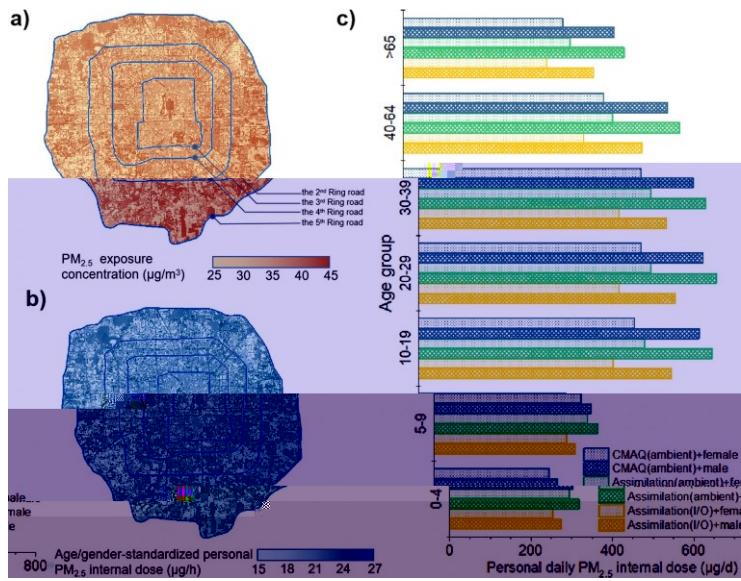 a)
the 2nd Ring road
the 3rd Ring road
the 4th Ring road
the 5th Ring road
PM2.5 exposure
concentration (µg/m³)
25 30 35 40 45
b)
800
Age/gender-standardized personal
PM2.5 internal dose (µg/h)
15 18 21 24 27
c)
Age group
>65
40-64
30-39
20-29
10-19
5-9
0-4
CMAQ(ambient)+female
CMAQ(ambient)+male
Assimilation(ambient)+fe
Assimilation(ambient)+
Assimilation(I/O)+fema
Assimilation(I/O)+male
0 200 400 600
Personal daily PM2.5 internal dose (µg/d)